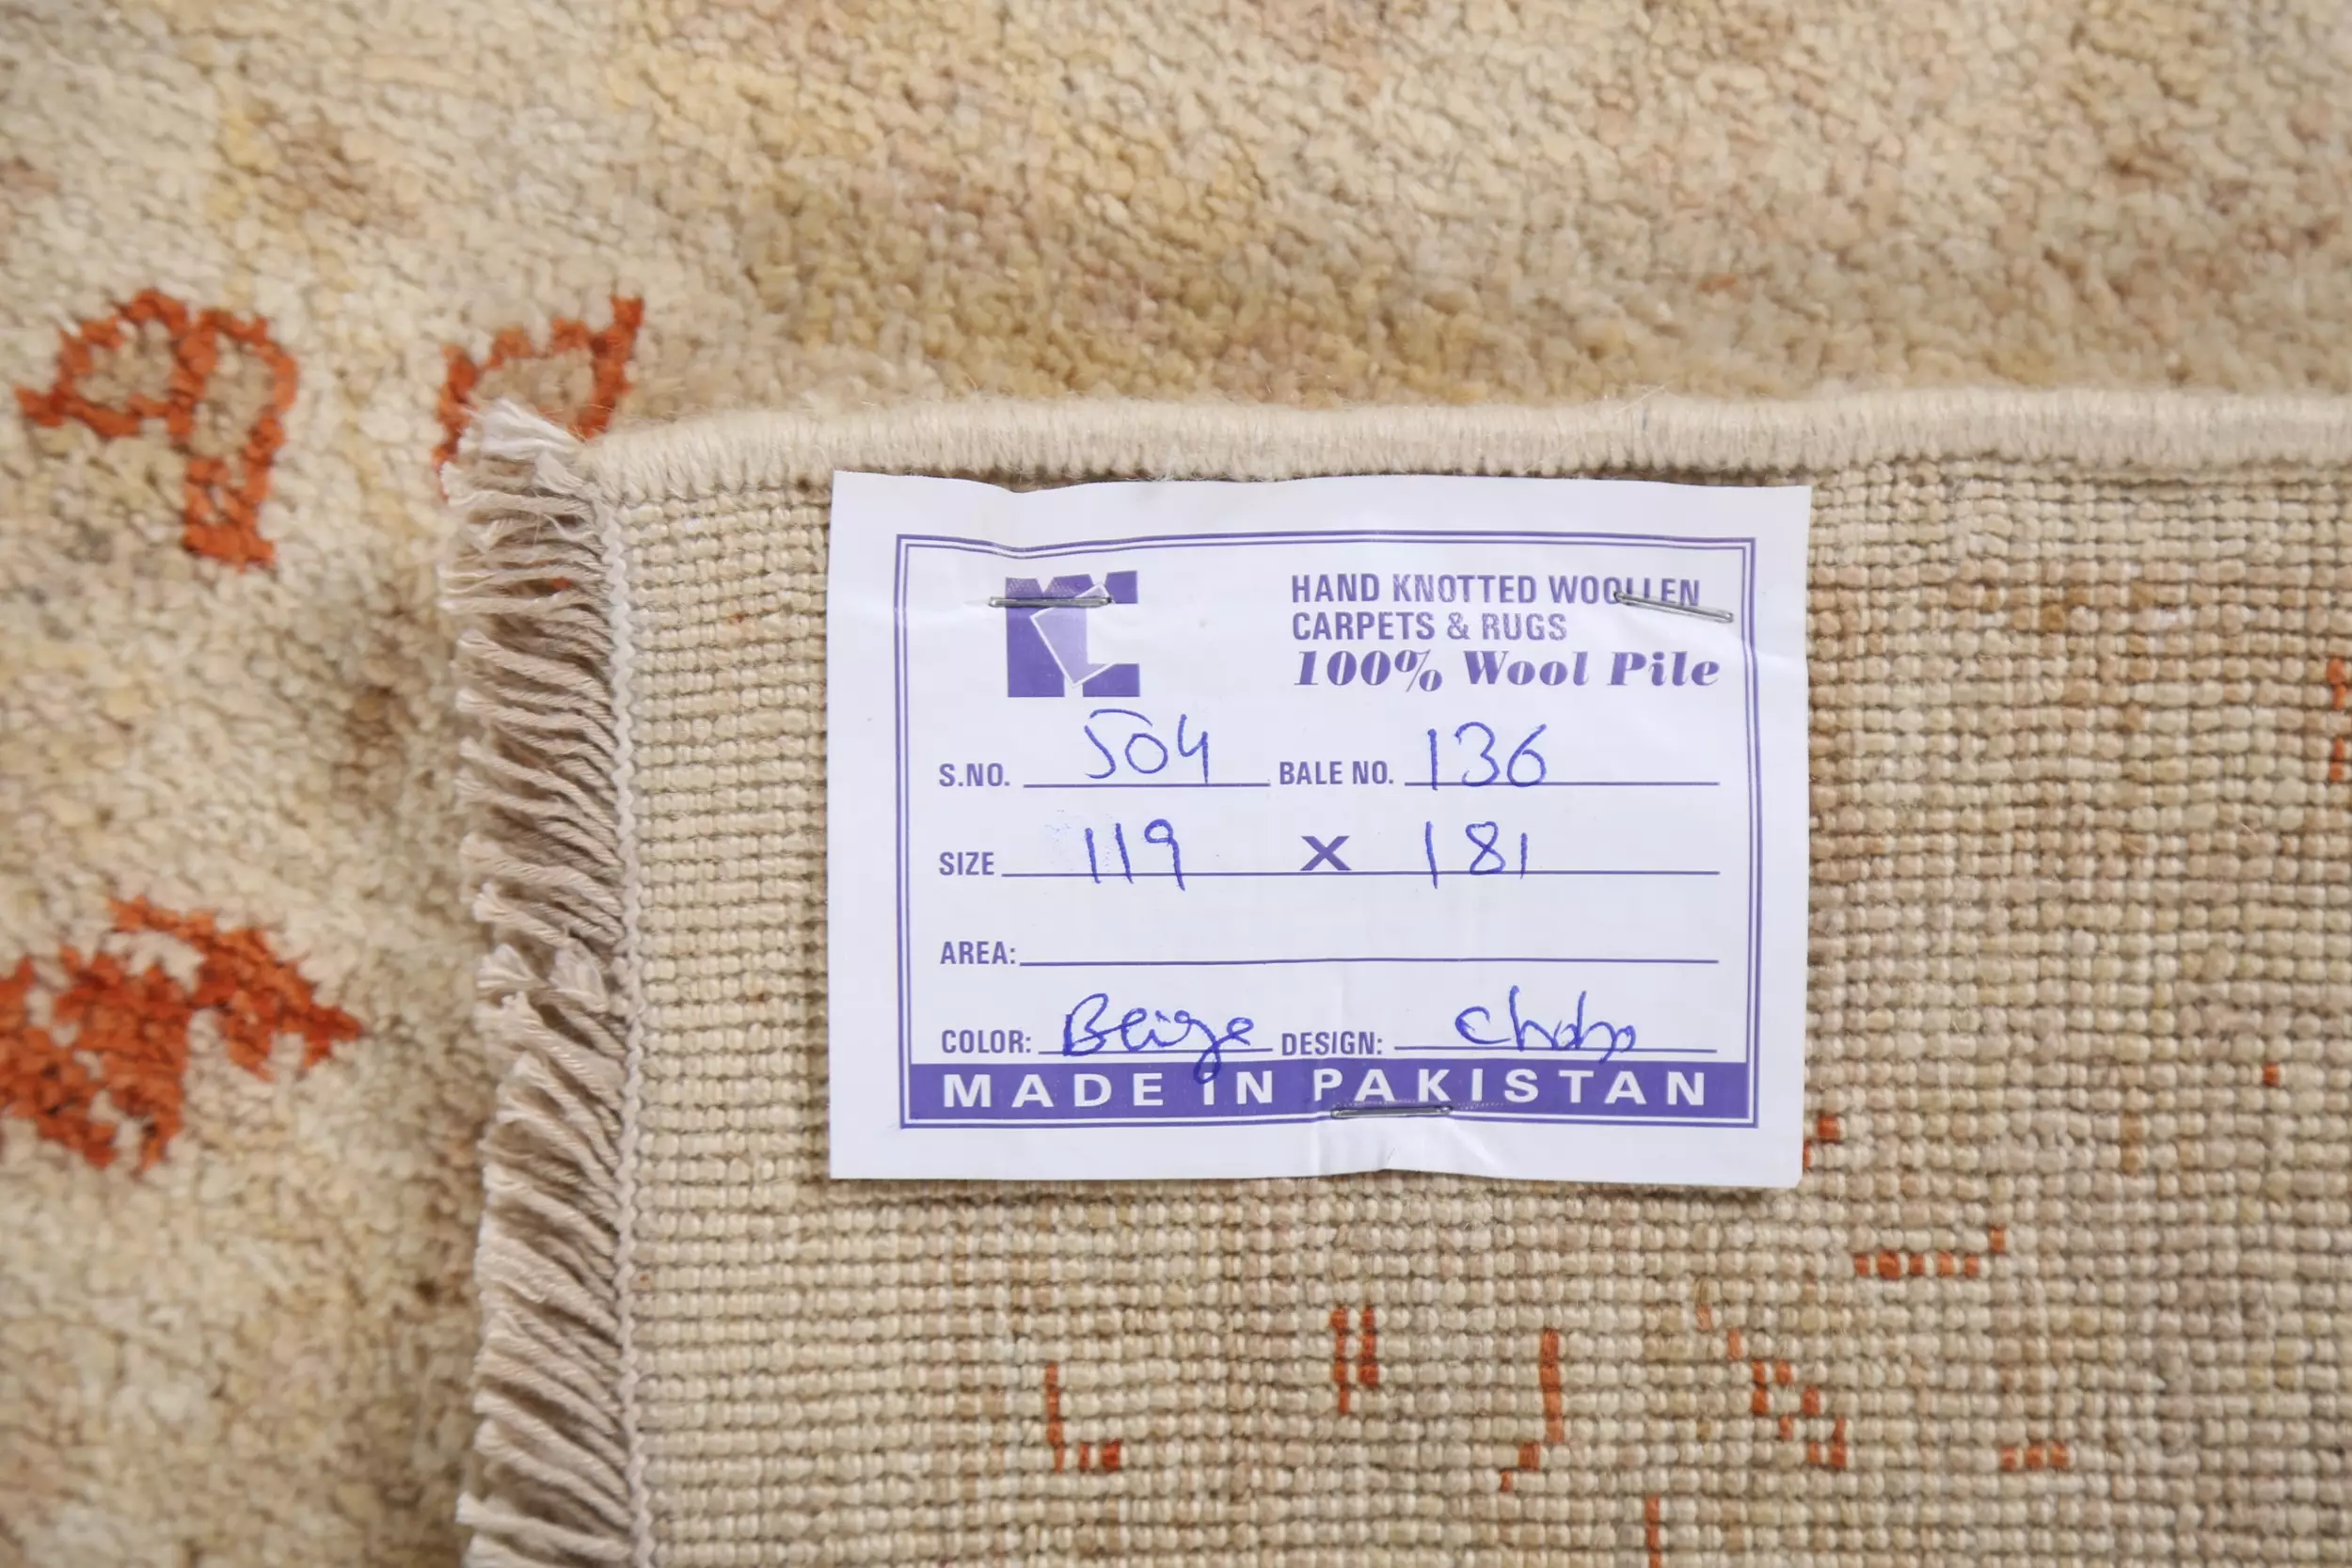 HAND KNOTTED WOOLLEN
CARPETS & RUGS
100% Wool Pile
S.NO. 504 BALE NO. 136
SIZE 119 X 181
AREA:
COLOR: Beige DESIGN: Chobo
MADE IN PAKISTAN